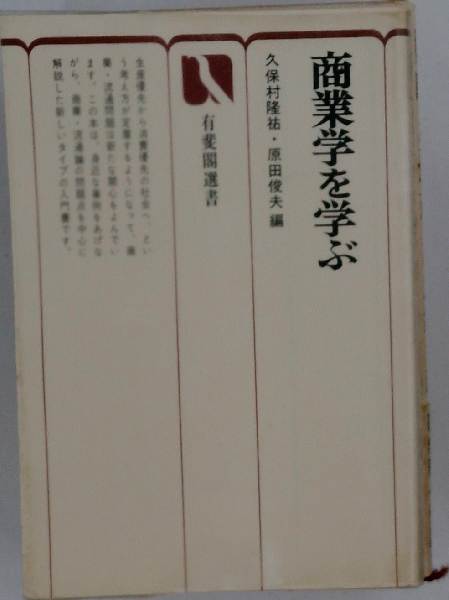 商業学を学ぶ
久保村隆祐・原田俊夫 編
有斐閣選書
生産優先から消費優先の社会へ、とい
う考え方が定着するようになって、商
業・流通問題は新たな関心をよんでい
ます。この本は、身近な事例をあげな
がら、商業・流通論の問題点を中心に
解説した新しいタイプの入門書です。